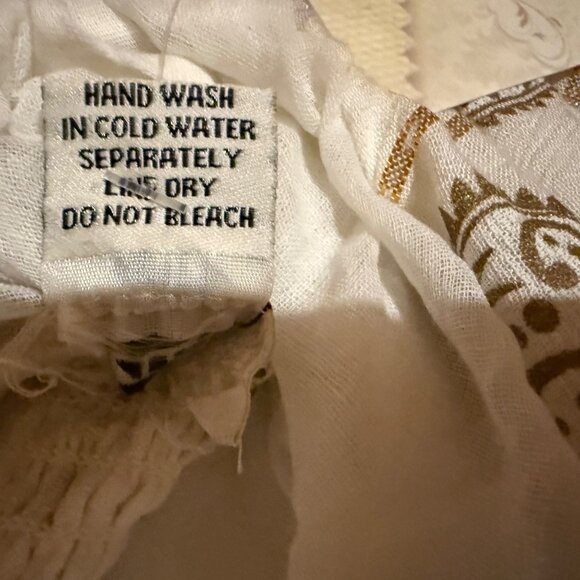 HAND WASH
IN COLD WATER
SEPARATELY
LINE DRY
DO NOT BLEACH